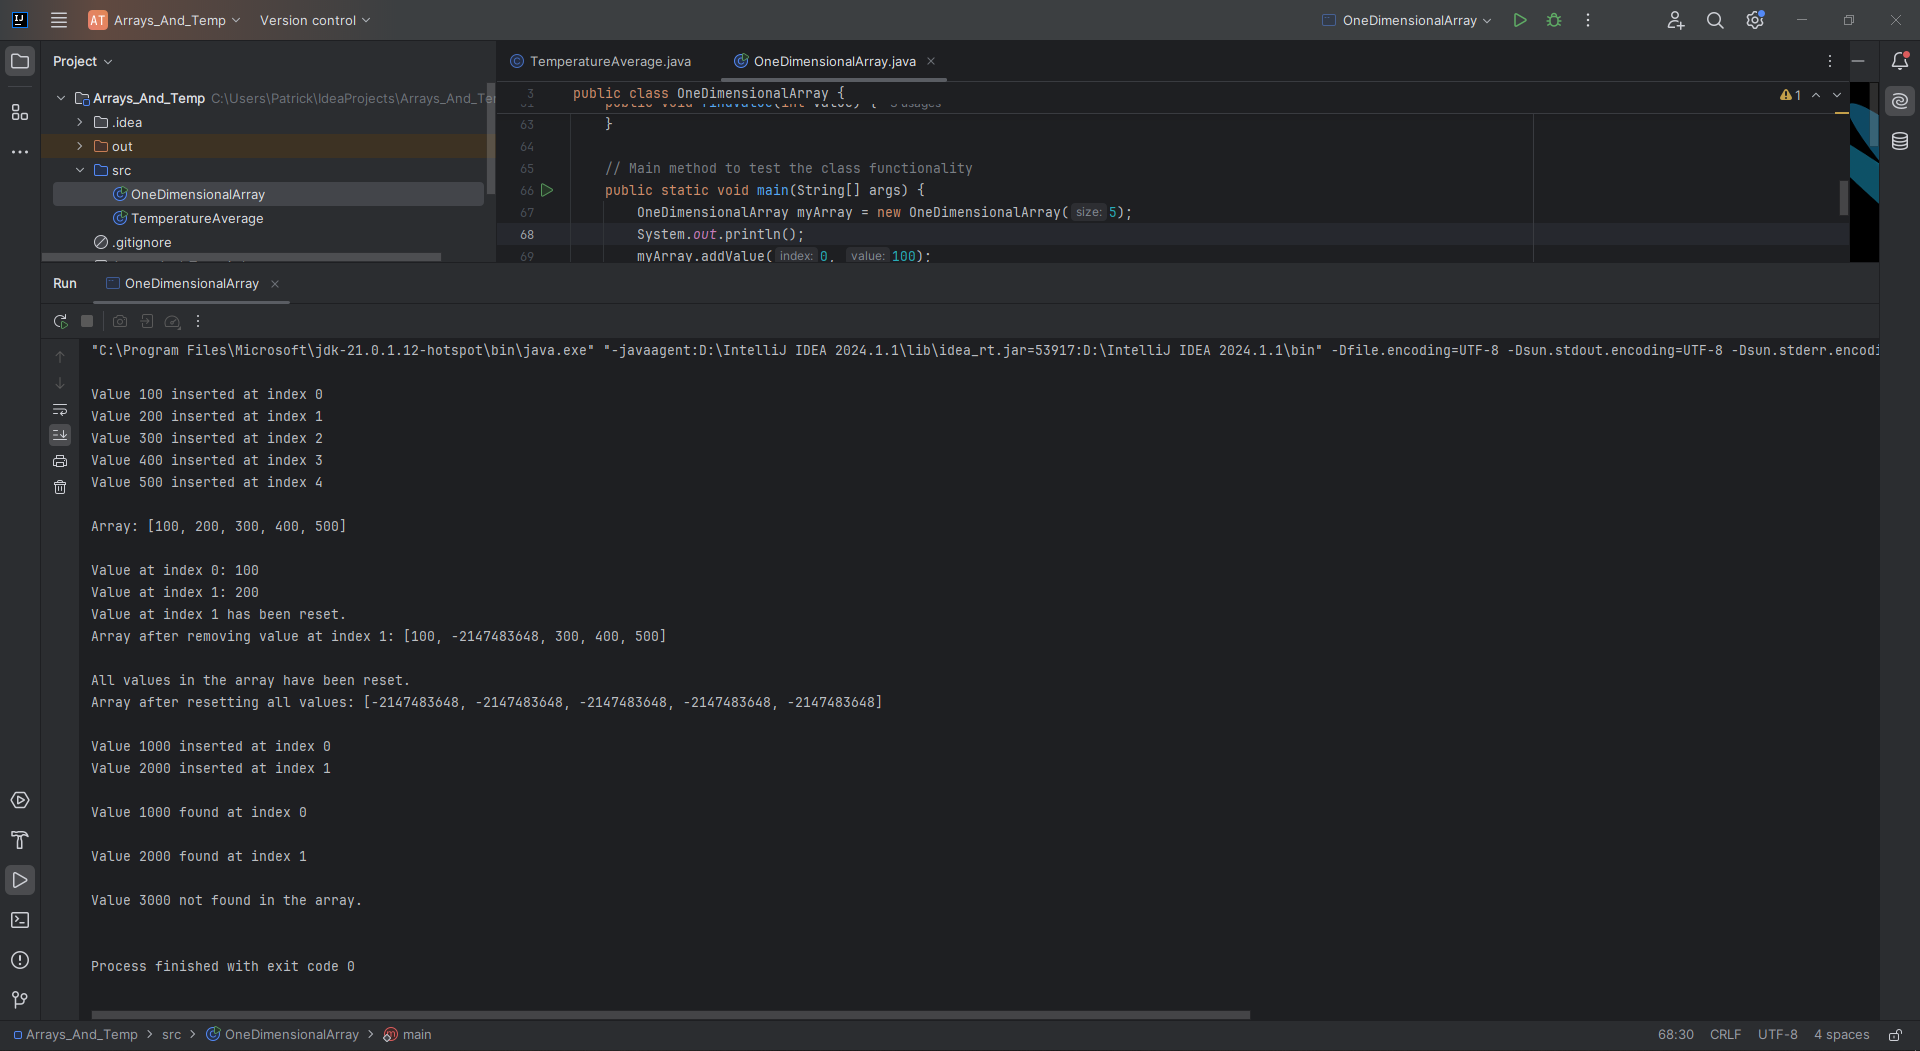 AT Arrays_And_Temp Version control OneDimensionalArray
Project
Arrays_And_Temp C:\Users\Patrick\IdeaProjects\Arrays_And_Te
.idea
out
src
OneDimensionalArray
TemperatureAverage
.gitignore
TemperatureAverage.java OneDimensionalArray.java
3 public class OneDimensionalArray { 1
63 }
64
65 // Main method to test the class functionality
66 public static void main(String[] args) {
67 OneDimensionalArray myArray = new OneDimensionalArray( size: 5);
68 System.out.println();
69 myArray.addValue( index: 0, value: 100);
Run OneDimensionalArray
"C:\Program Files\Microsoft\jdk-21.0.1.12-hotspot\bin\java.exe" "-javaagent:D:\IntelliJ IDEA 2024.1.1\lib\idea_rt.jar=53917:D:\IntelliJ IDEA 2024.1.1\bin" -Dfile.encoding=UTF-8 -Dsun.stdout.encoding=UTF-8 -Dsun.stderr.encodi
Value 100 inserted at index 0
Value 200 inserted at index 1
Value 300 inserted at index 2
Value 400 inserted at index 3
Value 500 inserted at index 4
Array: [100, 200, 300, 400, 500]
Value at index 0: 100
Value at index 1: 200
Value at index 1 has been reset.
Array after removing value at index 1: [100, -2147483648, 300, 400, 500]
All values in the array have been reset.
Array after resetting all values: [-2147483648, -2147483648, -2147483648, -2147483648, -2147483648]
Value 1000 inserted at index 0
Value 2000 inserted at index 1
Value 1000 found at index 0
Value 2000 found at index 1
Value 3000 not found in the array.
Process finished with exit code 0
Arrays_And_Temp > src > OneDimensionalArray > main 68:30 CRLF UTF-8 4 spaces